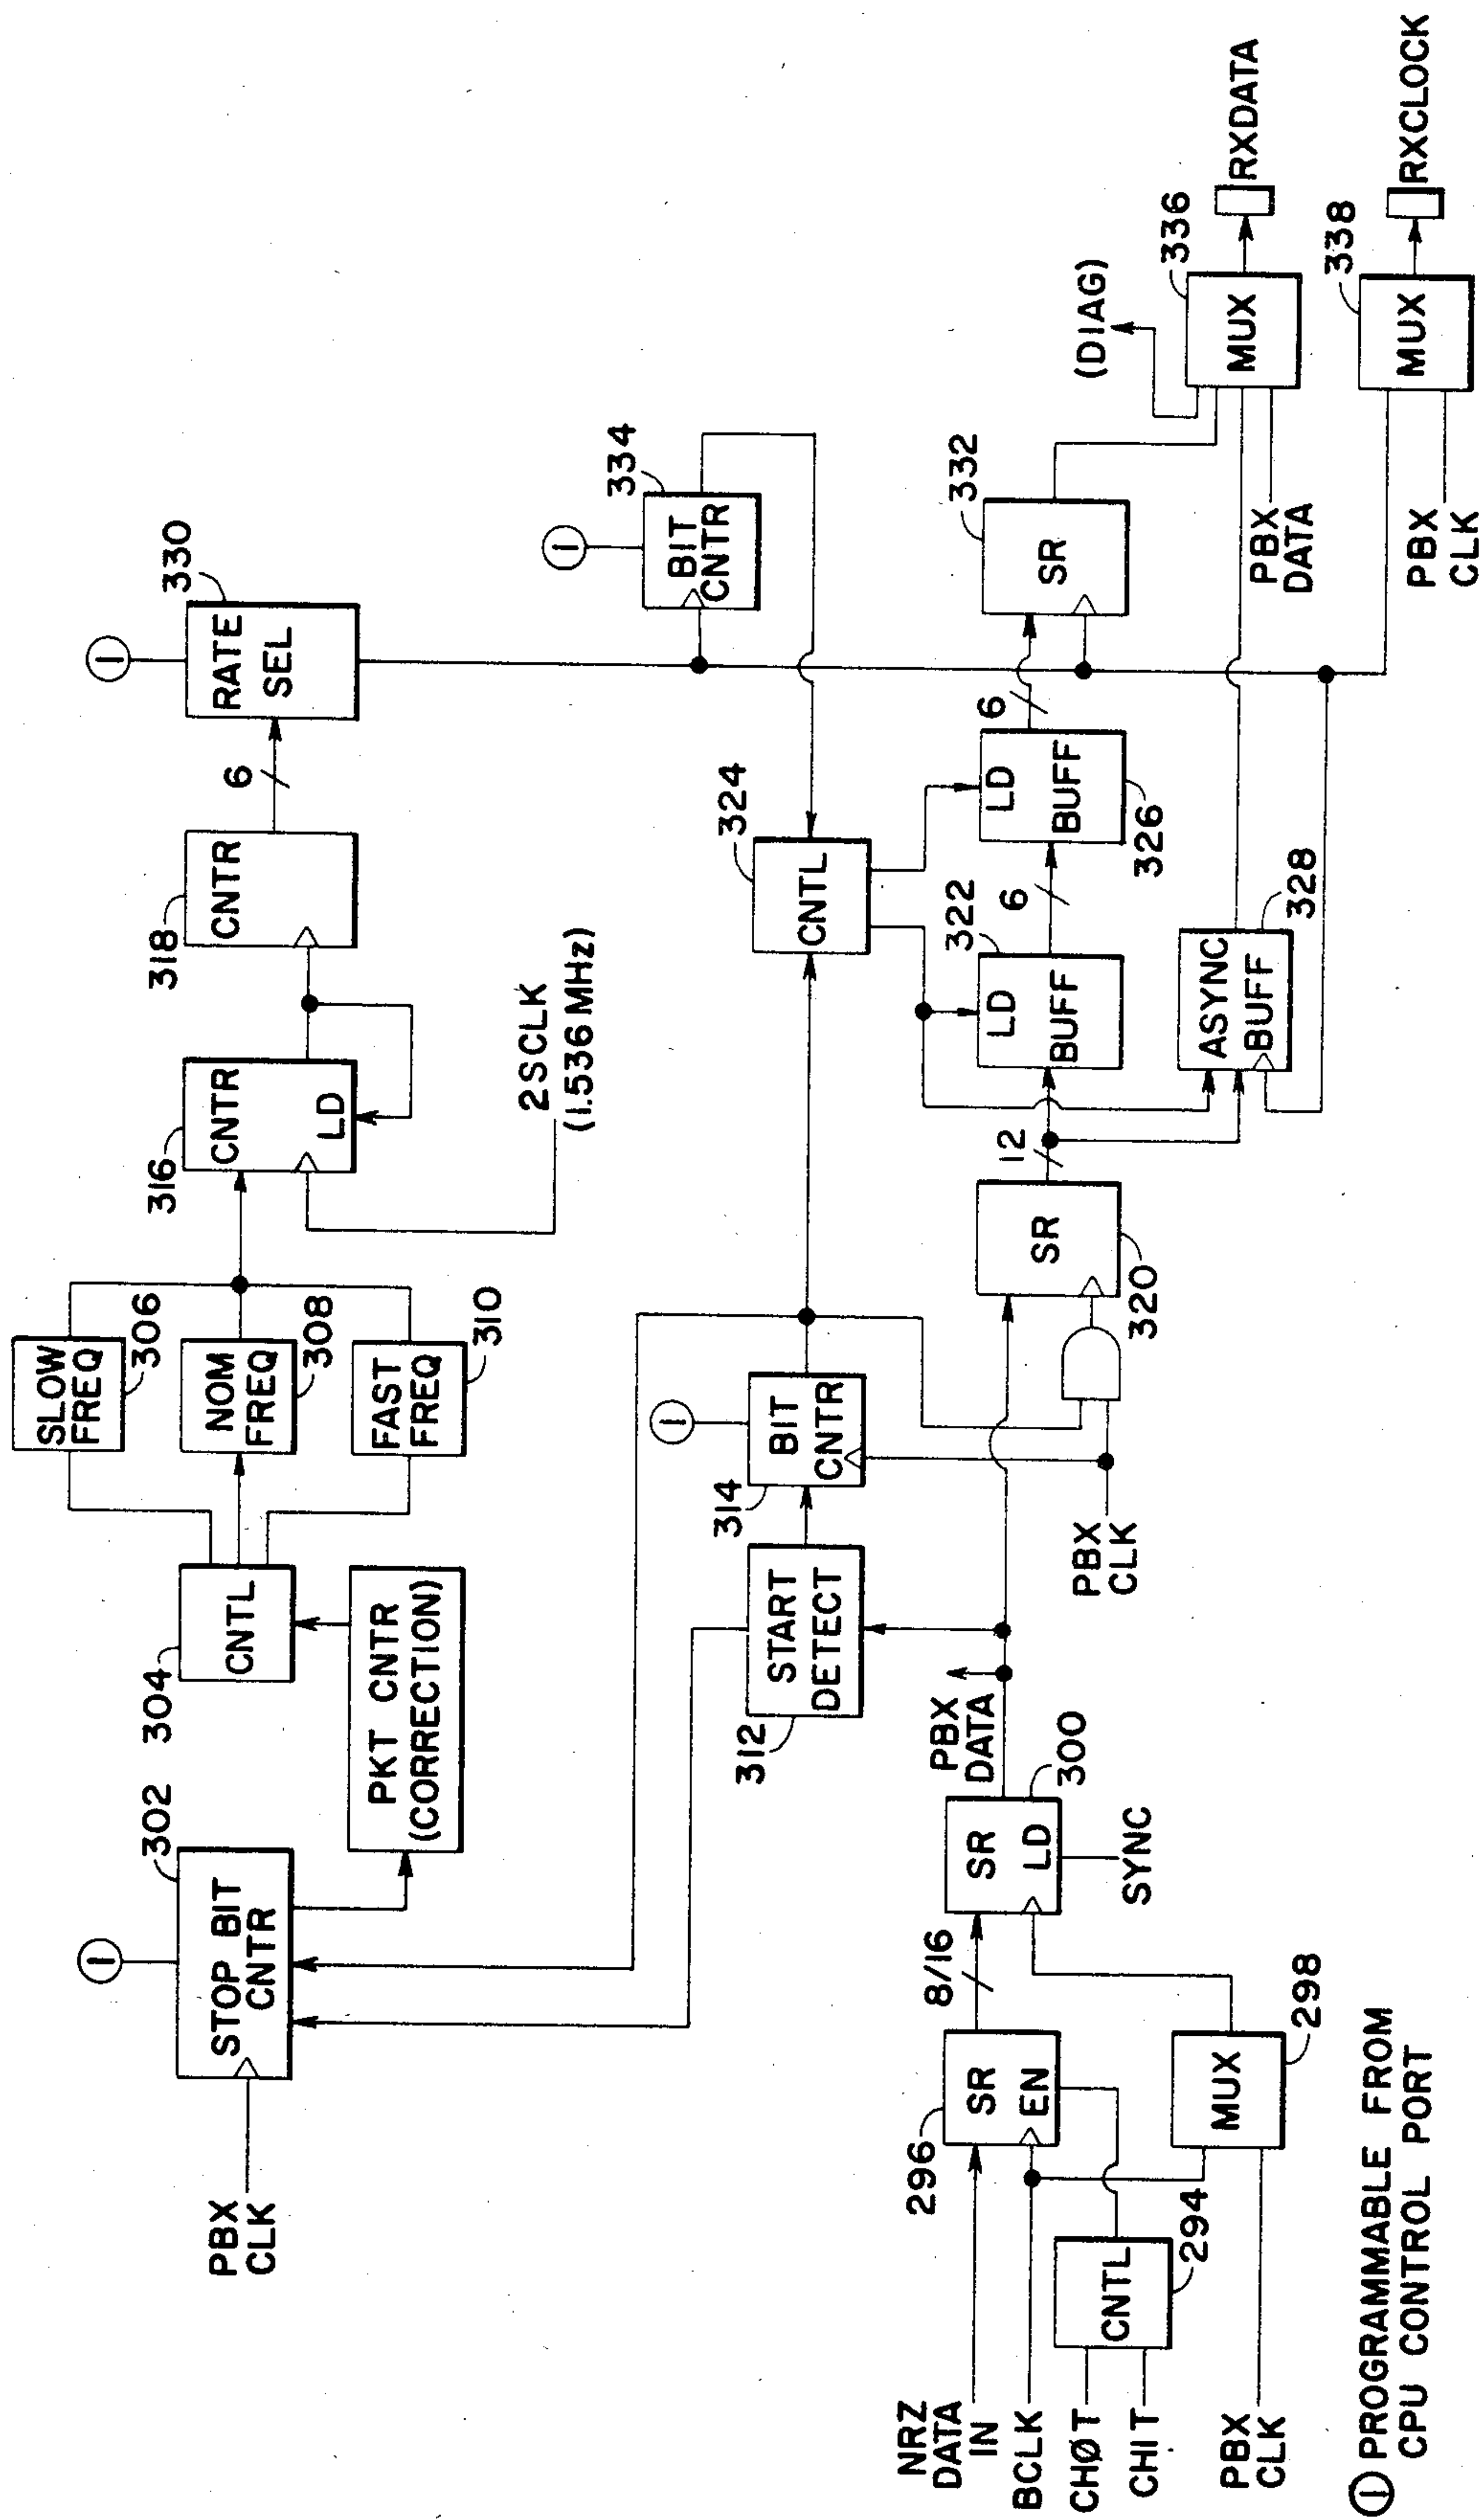 PBX
CLK
①
302
STOP BIT
CNTR
PKT CNTR
(CORRECTION)
304
CNTL
SLOW
FREQ
306
NOM
FREQ
308
FAST
FREQ
310
316
CNTR
LD
2SCLK
(1.536 MHz)
318
CNTR
6
①
330
RATE
SEL
①
334
BIT
CNTR
312
START
DETECT
①
314
BIT
CNTR
324
CNTL
NRZ
DATA
IN
BCLK
CHØT
CH1T
PBX
CLK
296
SR
EN
CNTL
294
MUX
298
8/16
SR
LD
300
SYNC
PBX
DATA
PBX
CLK
SR
320
12
322
LD
BUFF
6
LD
BUFF
326
6
ASYNC
BUFF
328
332
SR
(DIAG)
336
MUX
RXDATA
PBX
DATA
338
MUX
RXCLOCK
PBX
CLK
① PROGRAMMABLE FROM
CPU CONTROL PORT